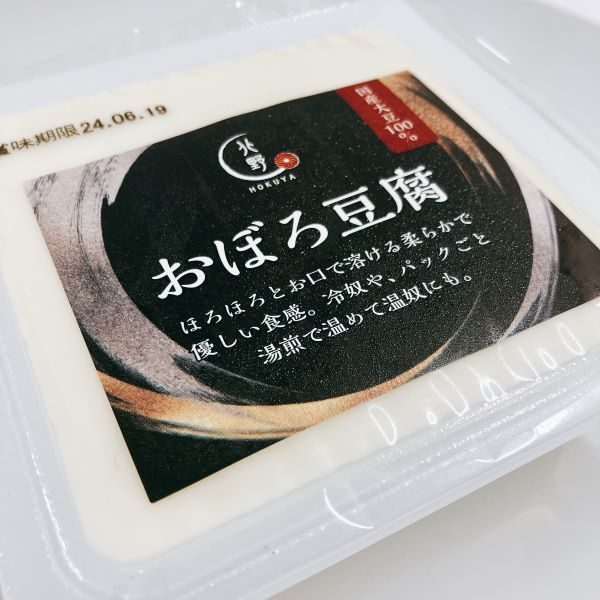 賞味期限24.06.19
国産大豆100%
北野
HOKUYA
おぼろ豆腐
ほろほろとお口で溶ける柔らかで
優しい食感。冷奴や、パックごと
湯煎で温めて温奴にも。